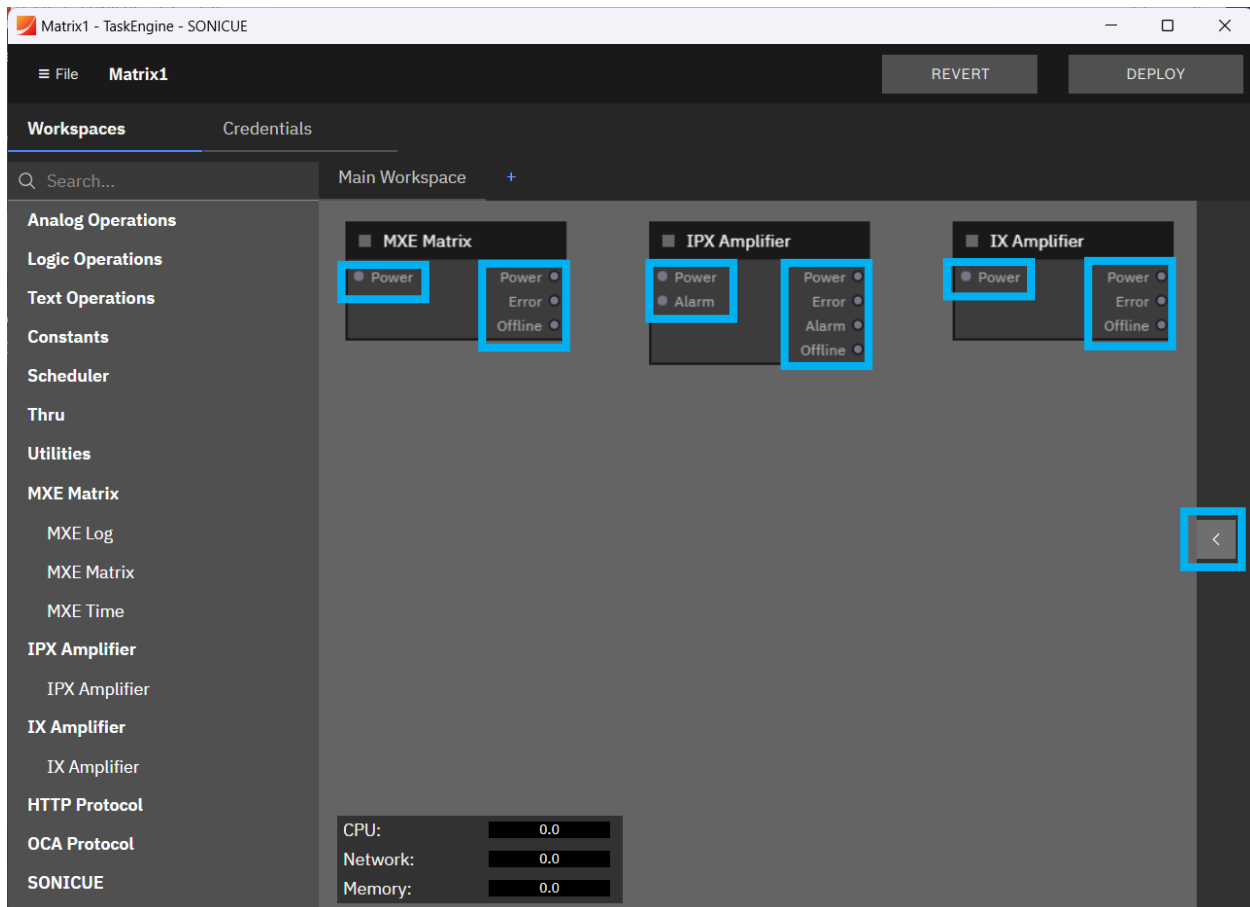 Matrix1 - TaskEngine - SONICUE
≡ File Matrix1 REVERT DEPLOY
Workspaces Credentials
Search...
Main Workspace +
Analog Operations
Logic Operations
Text Operations
Constants
Scheduler
Thru
Utilities
MXE Matrix
MXE Log
MXE Matrix
MXE Time
IPX Amplifier
IPX Amplifier
IX Amplifier
IX Amplifier
HTTP Protocol
OCA Protocol
SONICUE
MXE Matrix
Power Power
Error
Offline
IPX Amplifier
Power Power
Alarm Error
Alarm
Offline
IX Amplifier
Power Power
Error
Offline
CPU: 0.0
Network: 0.0
Memory: 0.0